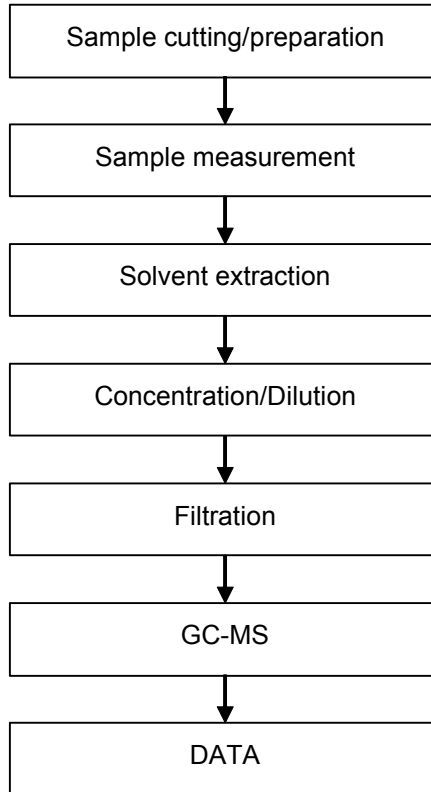 Sample cutting/preparation
Sample measurement
Solvent extraction
Concentration/Dilution
Filtration
GC-MS
DATA